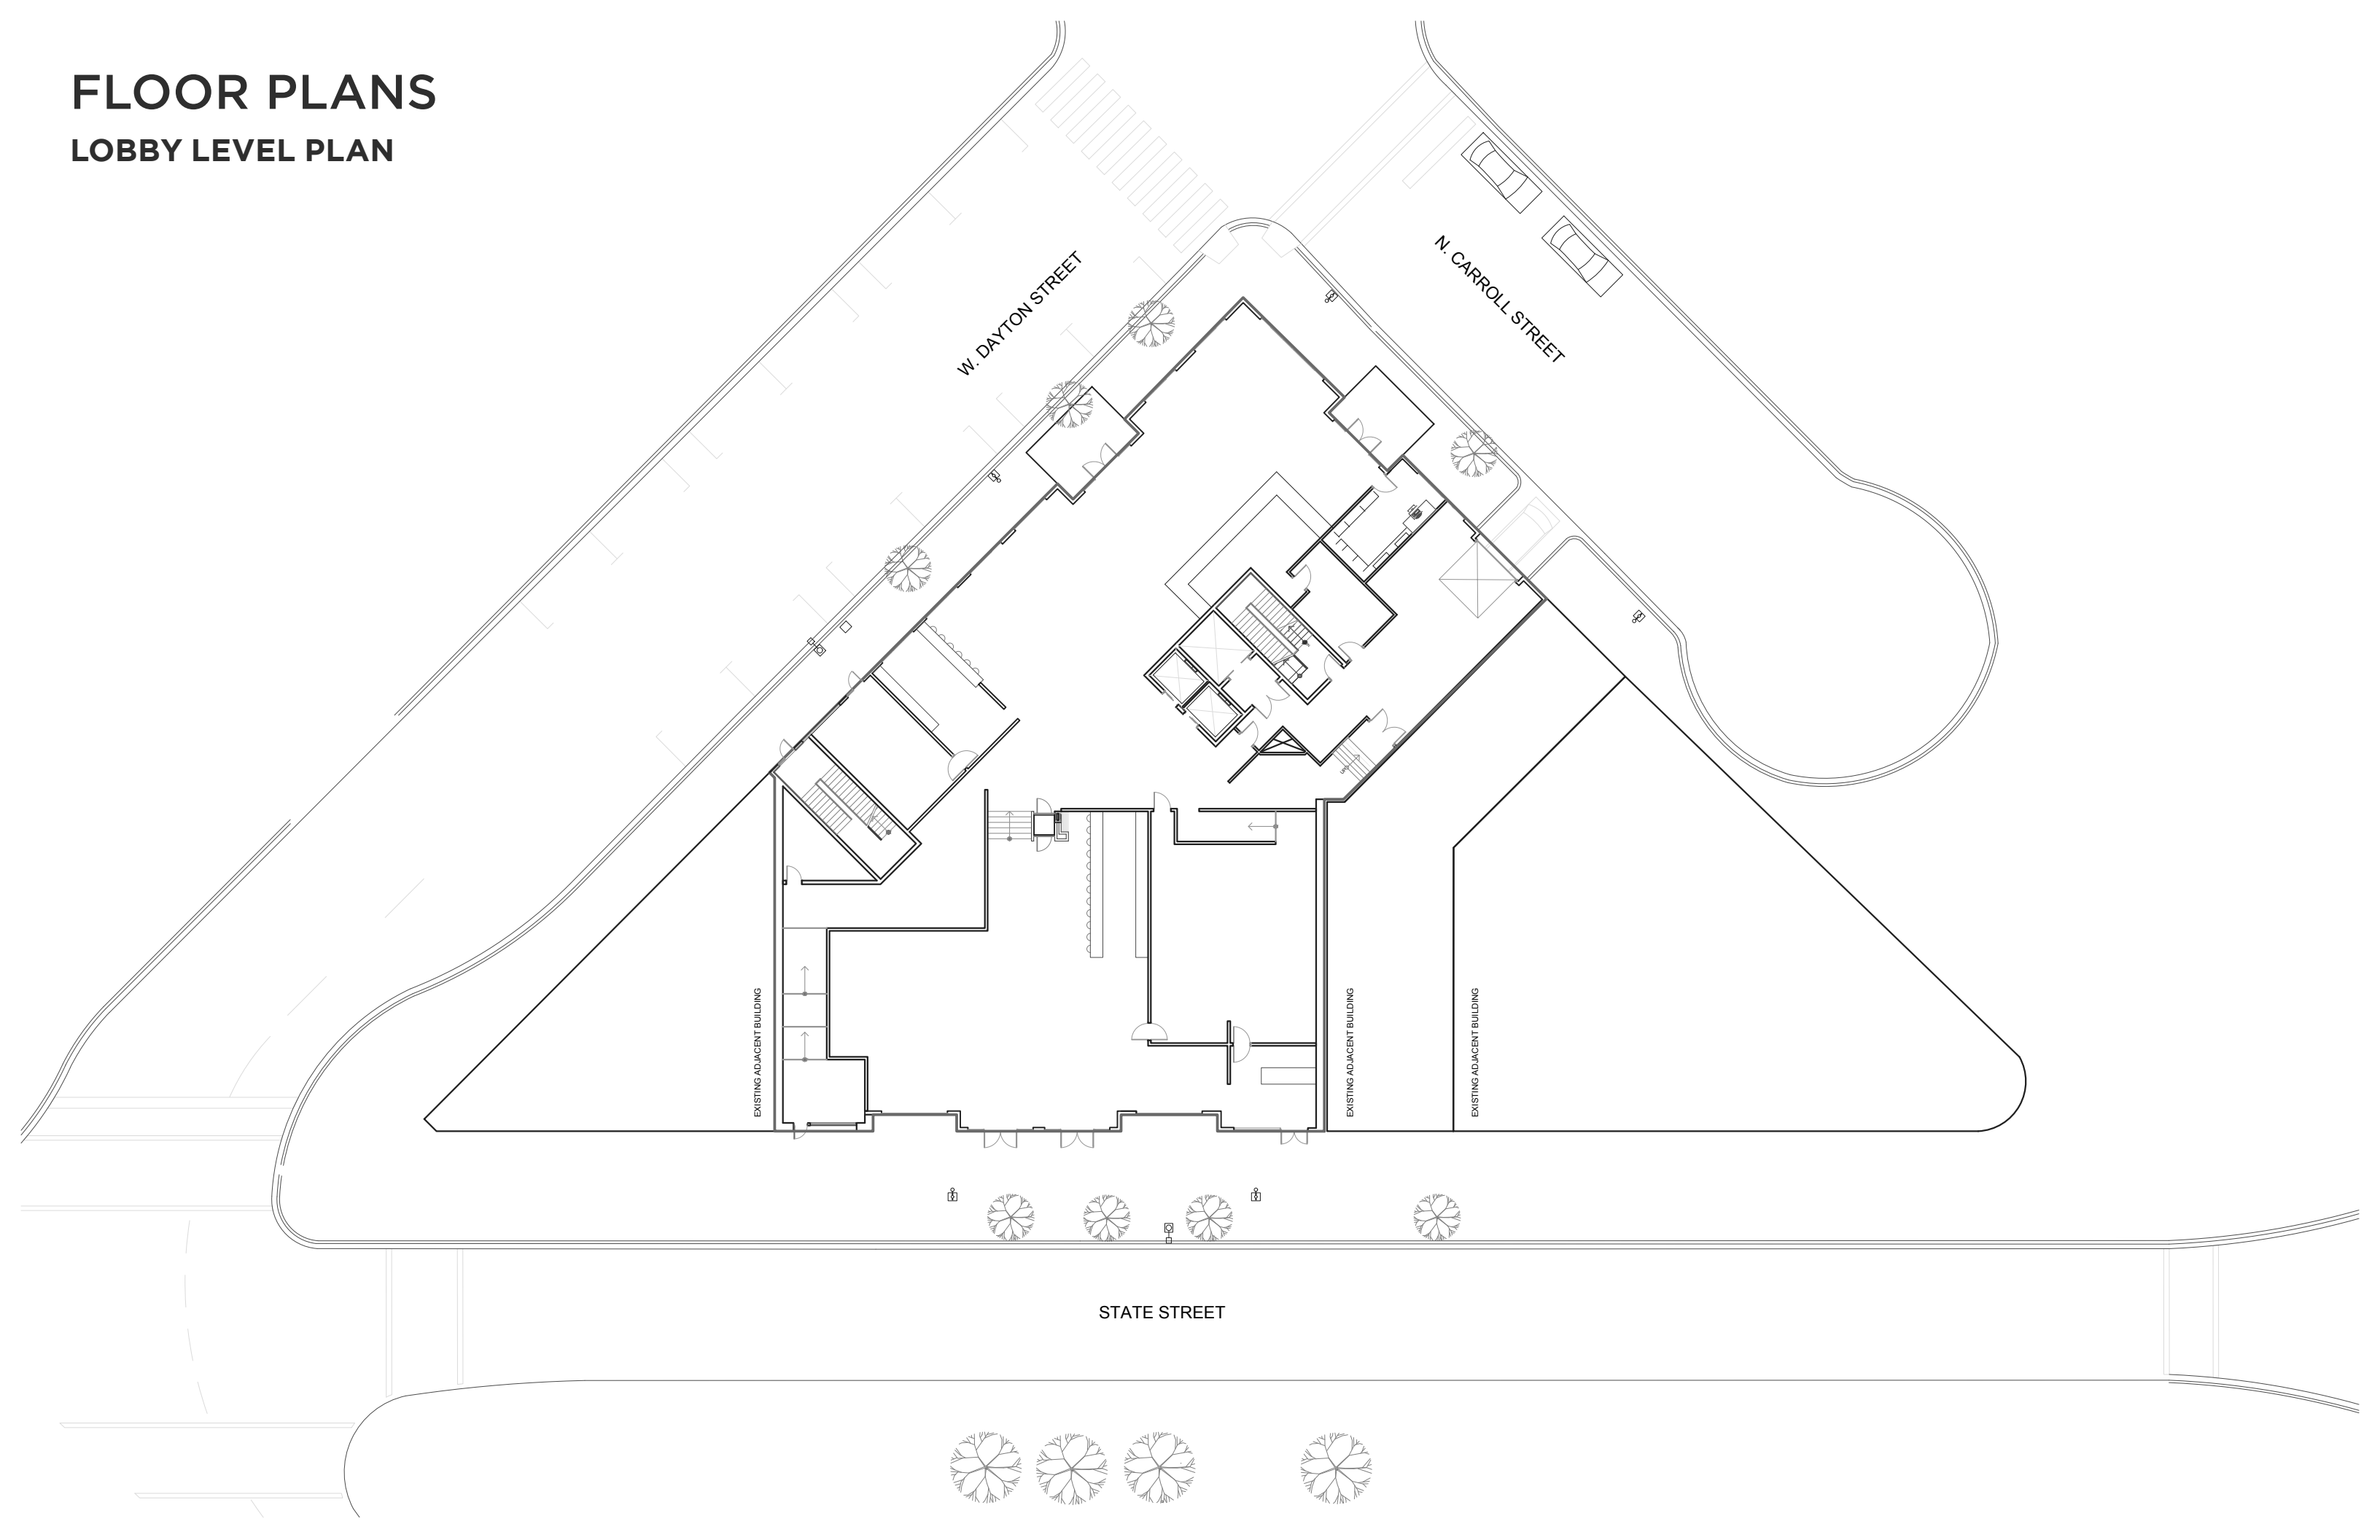 FLOOR PLANS
LOBBY LEVEL PLAN
W. DAYTON STREET
N. CARROLL STREET
UP
EXISTING ADJACENT BUILDING
EXISTING ADJACENT BUILDING
EXISTING ADJACENT BUILDING
STATE STREET